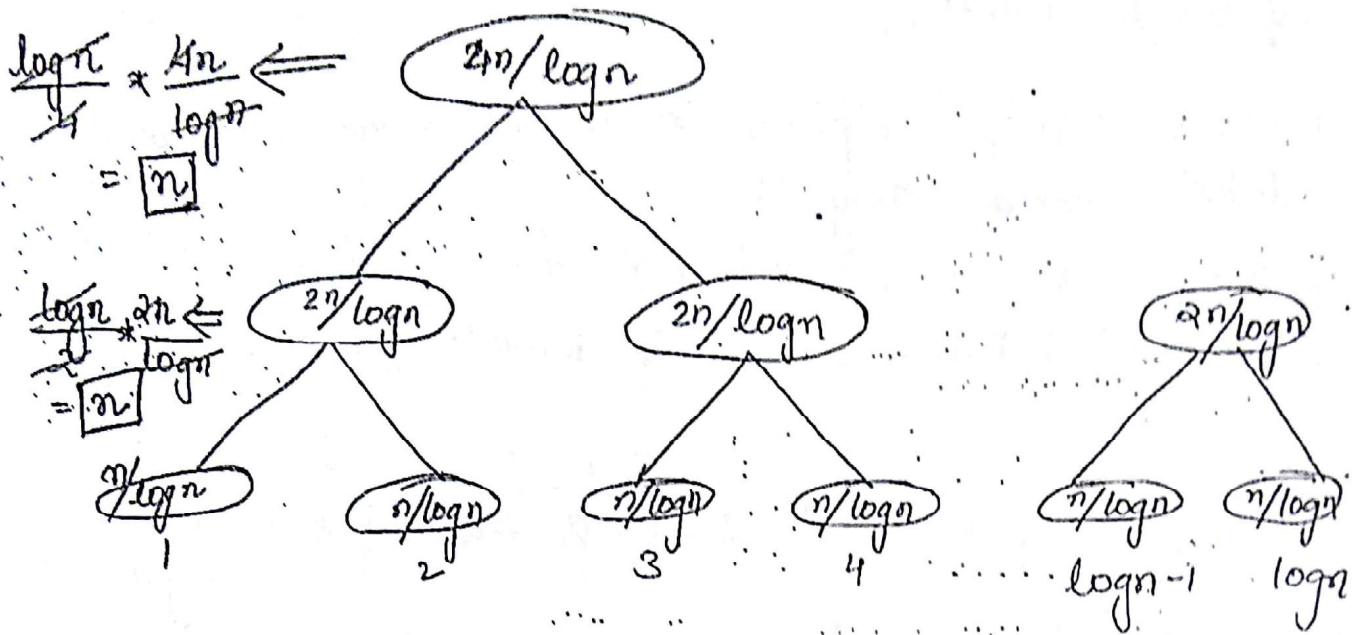 4n/logn
logn/4 * 4n/logn ⇐
= n
2n/logn 2n/logn 2n/logn
logn/2 * 2n/logn ⇐
= n
n/logn n/logn n/logn n/logn n/logn n/logn
1 2 3 4 logn-1 logn